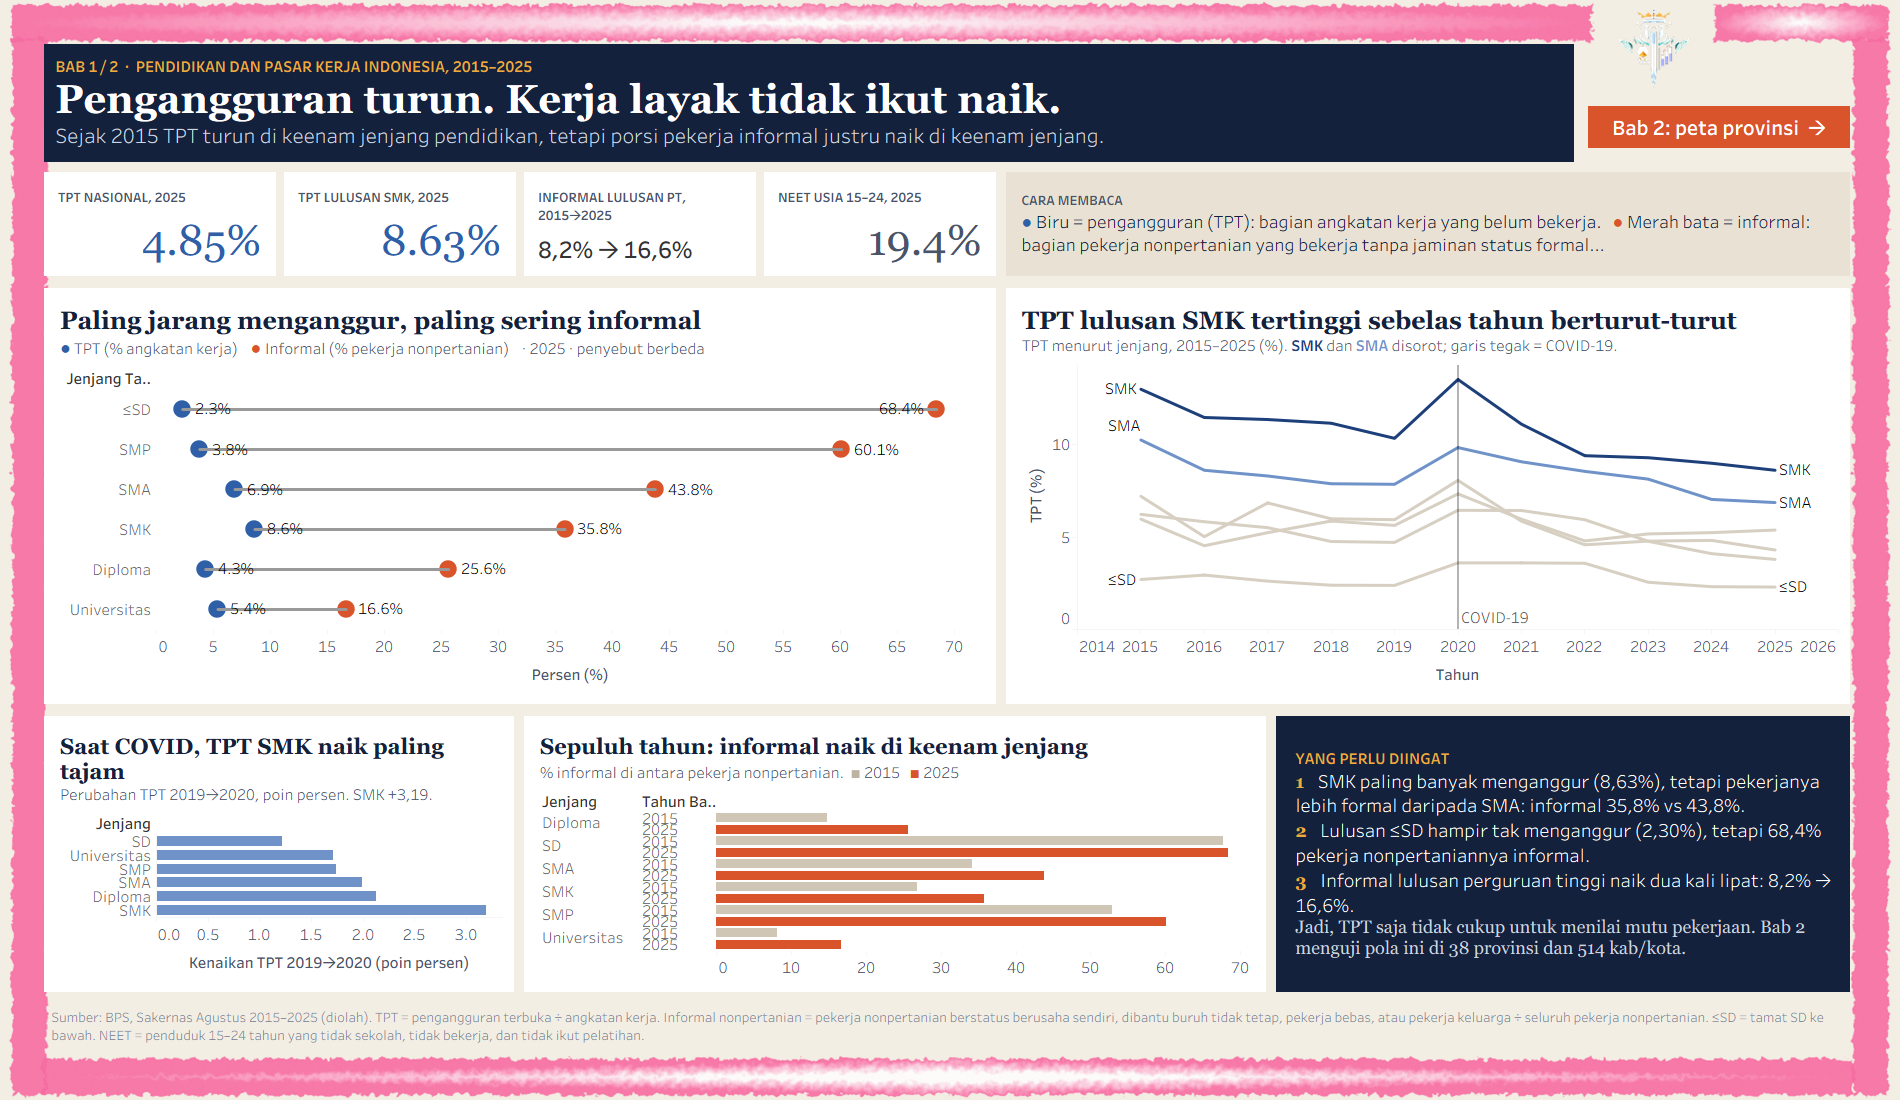 BAB 1 / 2 · PENDIDIKAN DAN PASAR KERJA INDONESIA, 2015–2025
Pengangguran turun. Kerja layak tidak ikut naik.
Sejak 2015 TPT turun di keenam jenjang pendidikan, tetapi porsi pekerja informal justru naik di keenam jenjang.
Bab 2: peta provinsi →
TPT NASIONAL, 2025
4.85%
TPT LULUSAN SMK, 2025
8.63%
INFORMAL LULUSAN PT,
2015→2025
8,2% → 16,6%
NEET USIA 15–24, 2025
19.4%
CARA MEMBACA
● Biru = pengangguran (TPT): bagian angkatan kerja yang belum bekerja. ● Merah bata = informal:
bagian pekerja nonpertanian yang bekerja tanpa jaminan status formal...
Paling jarang menganggur, paling sering informal
● TPT (% angkatan kerja) ● Informal (% pekerja nonpertanian) · 2025 · penyebut berbeda
Jenjang Ta..
≤SD 2.3% 68.4%
SMP 3.8% 60.1%
SMA 6.9% 43.8%
SMK 8.6% 35.8%
Diploma 4.3% 25.6%
Universitas 5.4% 16.6%
0 5 10 15 20 25 30 35 40 45 50 55 60 65 70
Persen (%)
TPT lulusan SMK tertinggi sebelas tahun berturut-turut
TPT menurut jenjang, 2015–2025 (%). SMK dan SMA disorot; garis tegak = COVID-19.
SMK
SMA
10
SMK
TPT (%)
SMA
5
≤SD
≤SD
0
COVID-19
2014 2015 2016 2017 2018 2019 2020 2021 2022 2023 2024 2025 2026
Tahun
Saat COVID, TPT SMK naik paling
tajam
Perubahan TPT 2019→2020, poin persen. SMK +3,19.
Jenjang
SD
Universitas
SMP
SMA
Diploma
SMK
0.0 0.5 1.0 1.5 2.0 2.5 3.0
Kenaikan TPT 2019→2020 (poin persen)
Sepuluh tahun: informal naik di keenam jenjang
% informal di antara pekerja nonpertanian. ■ 2015 ■ 2025
Jenjang Tahun Ba..
Diploma 2015
2025
SD 2015
2025
SMA 2015
2025
SMK 2015
2025
SMP 2015
2025
Universitas 2015
2025
0 10 20 30 40 50 60 70
YANG PERLU DIINGAT
1 SMK paling banyak menganggur (8,63%), tetapi pekerjanya
lebih formal daripada SMA: informal 35,8% vs 43,8%.
2 Lulusan ≤SD hampir tak menganggur (2,30%), tetapi 68,4%
pekerja nonpertaniannya informal.
3 Informal lulusan perguruan tinggi naik dua kali lipat: 8,2% →
16,6%.
Jadi, TPT saja tidak cukup untuk menilai mutu pekerjaan. Bab 2
menguji pola ini di 38 provinsi dan 514 kab/kota.
Sumber: BPS, Sakernas Agustus 2015–2025 (diolah). TPT = pengangguran terbuka ÷ angkatan kerja. Informal nonpertanian = pekerja nonpertanian berstatus berusaha sendiri, dibantu buruh tidak tetap, pekerja bebas, atau pekerja keluarga ÷ seluruh pekerja nonpertanian. ≤SD = tamat SD ke
bawah. NEET = penduduk 15–24 tahun yang tidak sekolah, tidak bekerja, dan tidak ikut pelatihan.